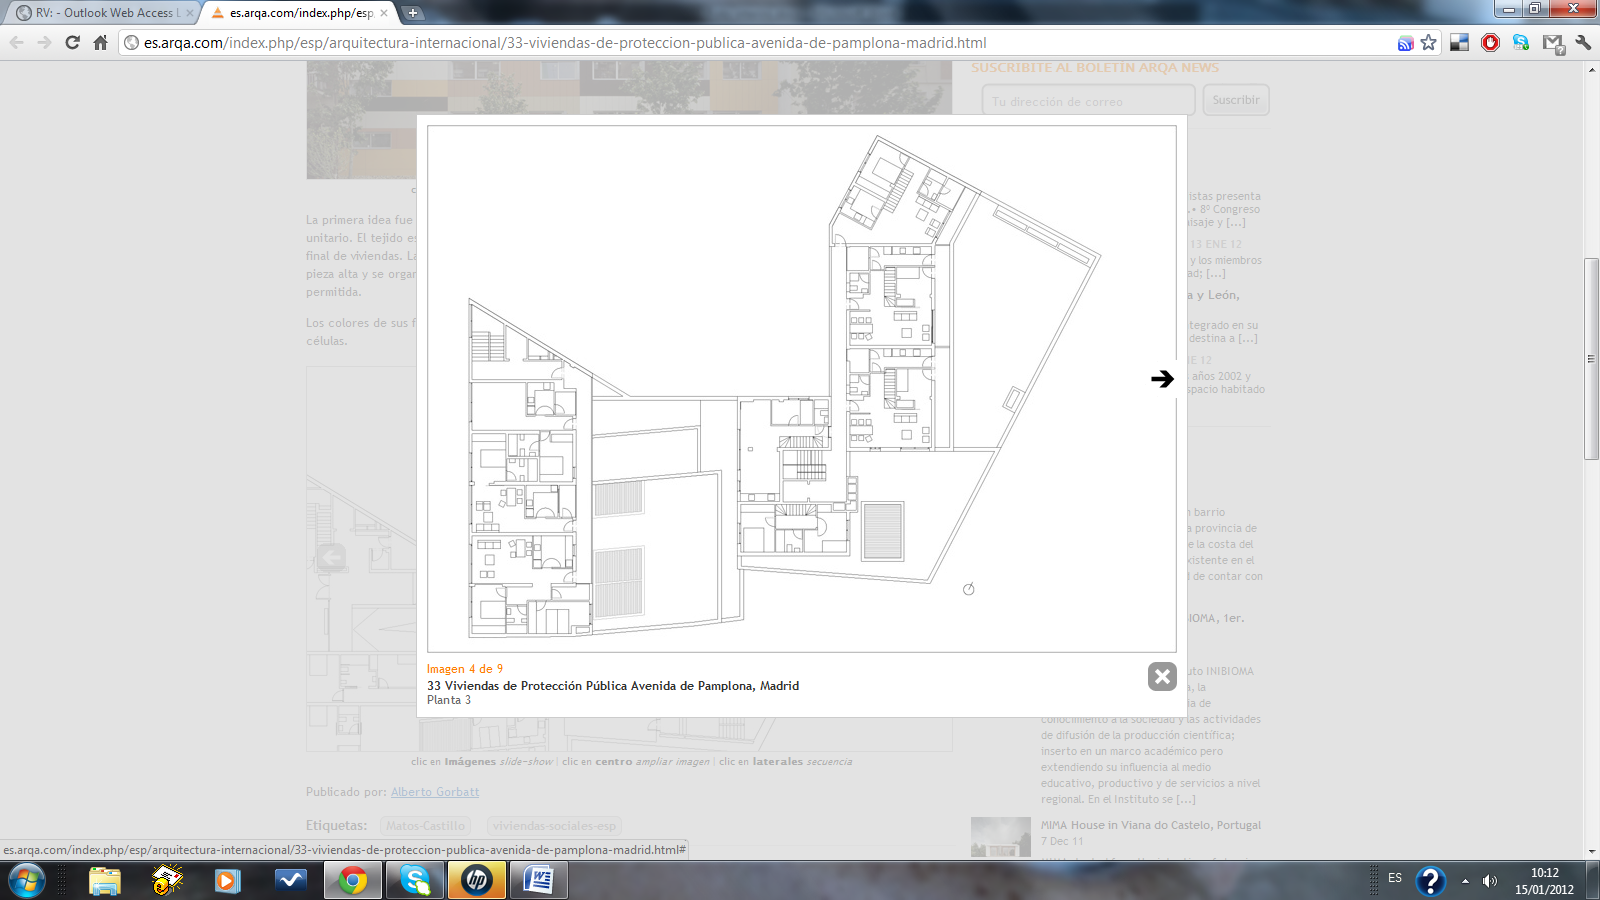 RV: - Outlook Web Access L
es.arqa.com/index.php/esp
es.arqa.com/index.php/esp/arquitectura-internacional/33-viviendas-de-proteccion-publica-avenida-de-pamplona-madrid.html
SUSCRIBITE AL BOLETÍN ARQA NEWS
Tu dirección de correo
Suscribir
La primera idea fue
unitario. El tejido es
final de viviendas. La
pieza alta y se organ
permitida.
Los colores de sus f
células.
istas presenta
.• 8º Congreso
isaje y [...]
13 ENE 12
y los miembros
ad; [...]
a y León,
tegrado en su
destina a [...]
NE 12
años 2002 y
spacio habitado
Imagen 4 de 9
33 Viviendas de Protección Pública Avenida de Pamplona, Madrid
Planta 3
n barrio
a provincia de
e la costa del
xistente en el
d de contar con
IOMA, 1er.
uto INIBIOMA
a, la
ia de
conocimiento a la sociedad y las actividades
de difusión de la producción científica;
inserto en un marco académico pero
extendiendo su influencia al medio
educativo, productivo y de servicios a nivel
regional. En el Instituto se [...]
clic en Imágenes slide-show | clic en centro ampliar imagen | clic en laterales secuencia
Publicado por: Alberto Gorbatt
Etiquetas: Matos-Castillo viviendas-sociales-esp
MIMA House in Viana do Castelo, Portugal
7 Dec 11
es.arqa.com/index.php/esp/arquitectura-internacional/33-viviendas-de-proteccion-publica-avenida-de-pamplona-madrid.html#
ES
10:12
15/01/2012